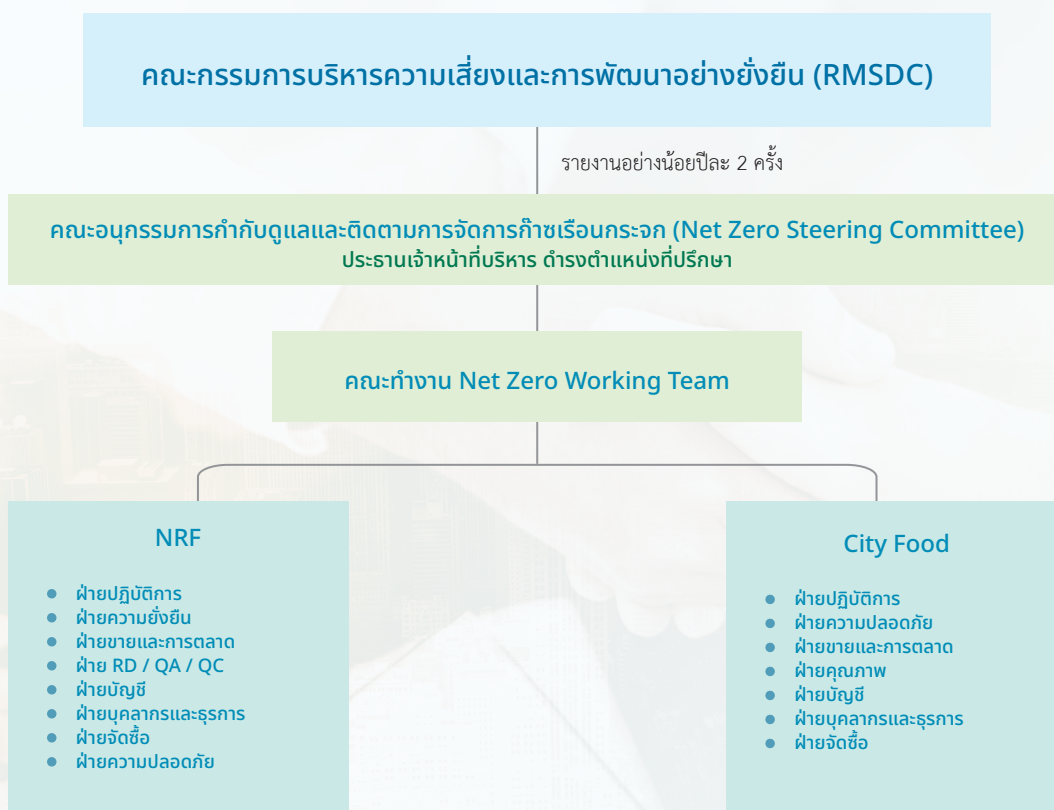 คณะกรรมการบริหารความเสี่ยงและการพัฒนาอย่างยั่งยืน (RMSDC)
รายงานอย่างน้อยปีละ 2 ครั้ง
คณะอนุกรรมการกำกับดูแลและติดตามการจัดการก๊าซเรือนกระจก (Net Zero Steering Committee)
ประธานเจ้าหน้าที่บริหาร ดำรงตำแหน่งที่ปรึกษา
คณะทำงาน Net Zero Working Team
NRF
● ฝ่ายปฏิบัติการ
● ฝ่ายความยั่งยืน
● ฝ่ายขายและการตลาด
● ฝ่าย RD / QA / QC
● ฝ่ายบัญชี
● ฝ่ายบุคลากรและธุรการ
● ฝ่ายจัดซื้อ
● ฝ่ายความปลอดภัย
City Food
● ฝ่ายปฏิบัติการ
● ฝ่ายความปลอดภัย
● ฝ่ายขายและการตลาด
● ฝ่ายคุณภาพ
● ฝ่ายบัญชี
● ฝ่ายบุคลากรและธุรการ
● ฝ่ายจัดซื้อ